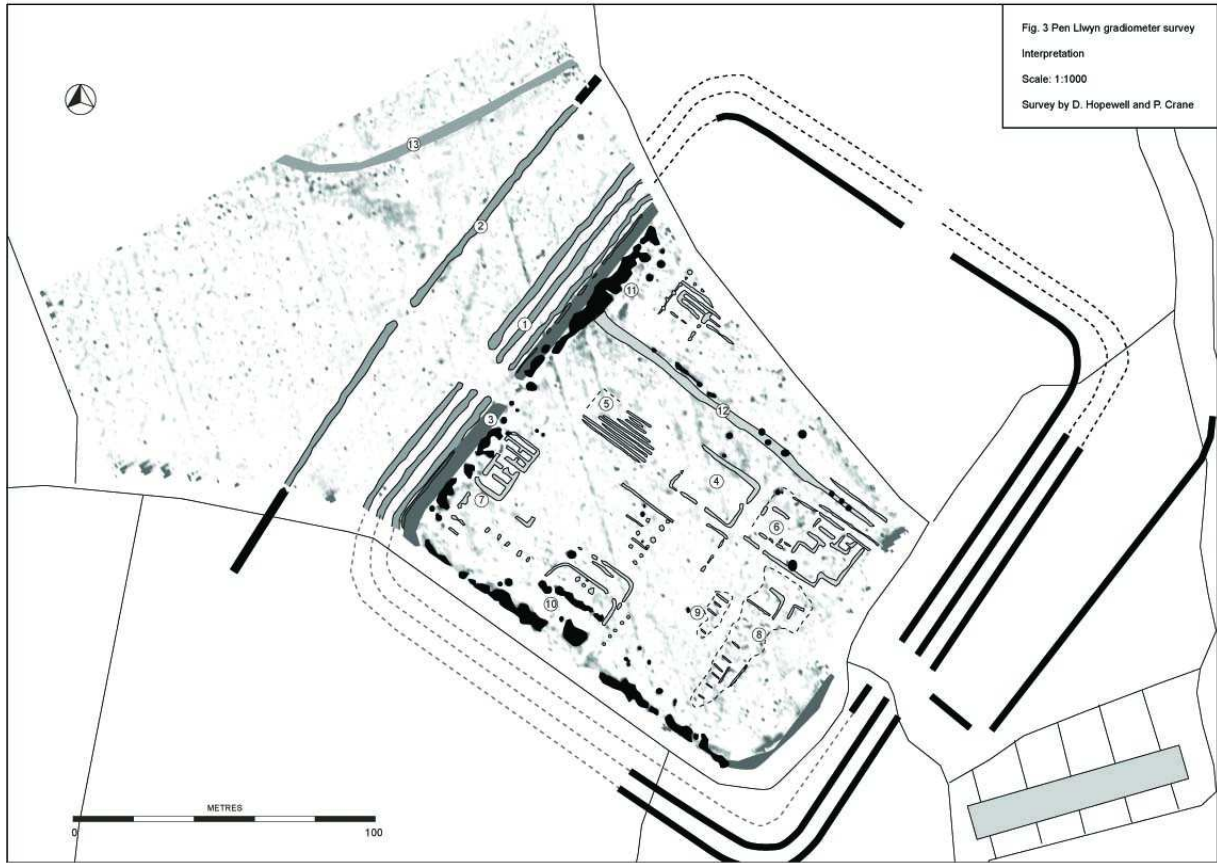 Fig. 3 Pen Llwyn gradiometer survey
Interpretation
Scale: 1:1000
Survey by D. Hopewell and P. Crane
13
2
11
1
5
12
3
4
7
6
10
9
8
METRES
0 100